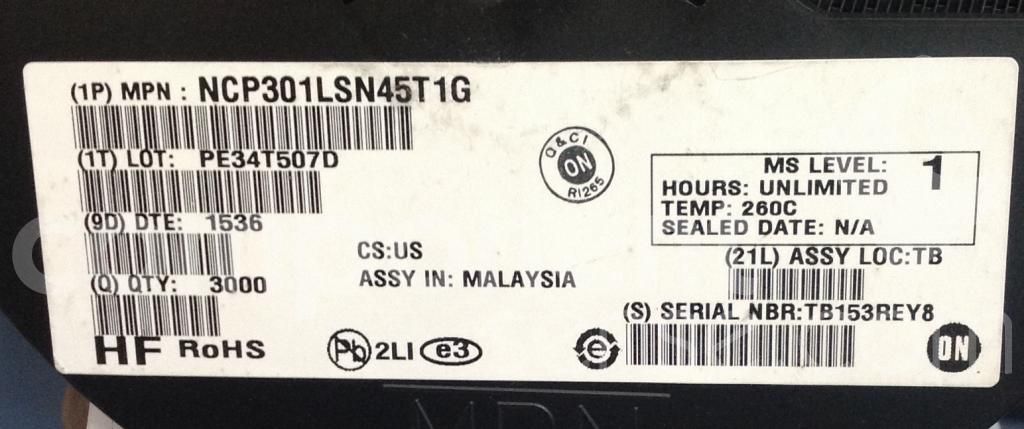 (1P) MPN : NCP301LSN45T1G
(1T) LOT: PE34T507D
(9D) DTE: 1536
(Q) QTY: 3000
HF RoHS
CS:US
ASSY IN: MALAYSIA
Pb 2LI e3
Q&CI
ON
RI265
MS LEVEL: 1
HOURS: UNLIMITED
TEMP: 260C
SEALED DATE: N/A
(21L) ASSY LOC:TB
(S) SERIAL NBR:TB153REY8
e
ON